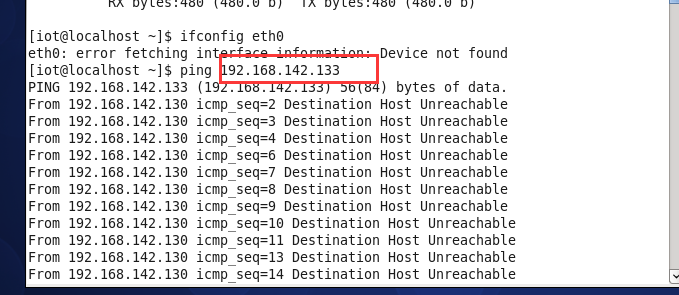 RX bytes:480 (480.0 b)  TX bytes:480 (480.0 b)
[iot@localhost ~]$ ifconfig eth0
eth0: error fetching interface information: Device not found
[iot@localhost ~]$ ping 192.168.142.133
PING 192.168.142.133 (192.168.142.133) 56(84) bytes of data.
From 192.168.142.130 icmp_seq=2 Destination Host Unreachable
From 192.168.142.130 icmp_seq=3 Destination Host Unreachable
From 192.168.142.130 icmp_seq=4 Destination Host Unreachable
From 192.168.142.130 icmp_seq=6 Destination Host Unreachable
From 192.168.142.130 icmp_seq=7 Destination Host Unreachable
From 192.168.142.130 icmp_seq=8 Destination Host Unreachable
From 192.168.142.130 icmp_seq=9 Destination Host Unreachable
From 192.168.142.130 icmp_seq=10 Destination Host Unreachable
From 192.168.142.130 icmp_seq=11 Destination Host Unreachable
From 192.168.142.130 icmp_seq=13 Destination Host Unreachable
From 192.168.142.130 icmp_seq=14 Destination Host Unreachable